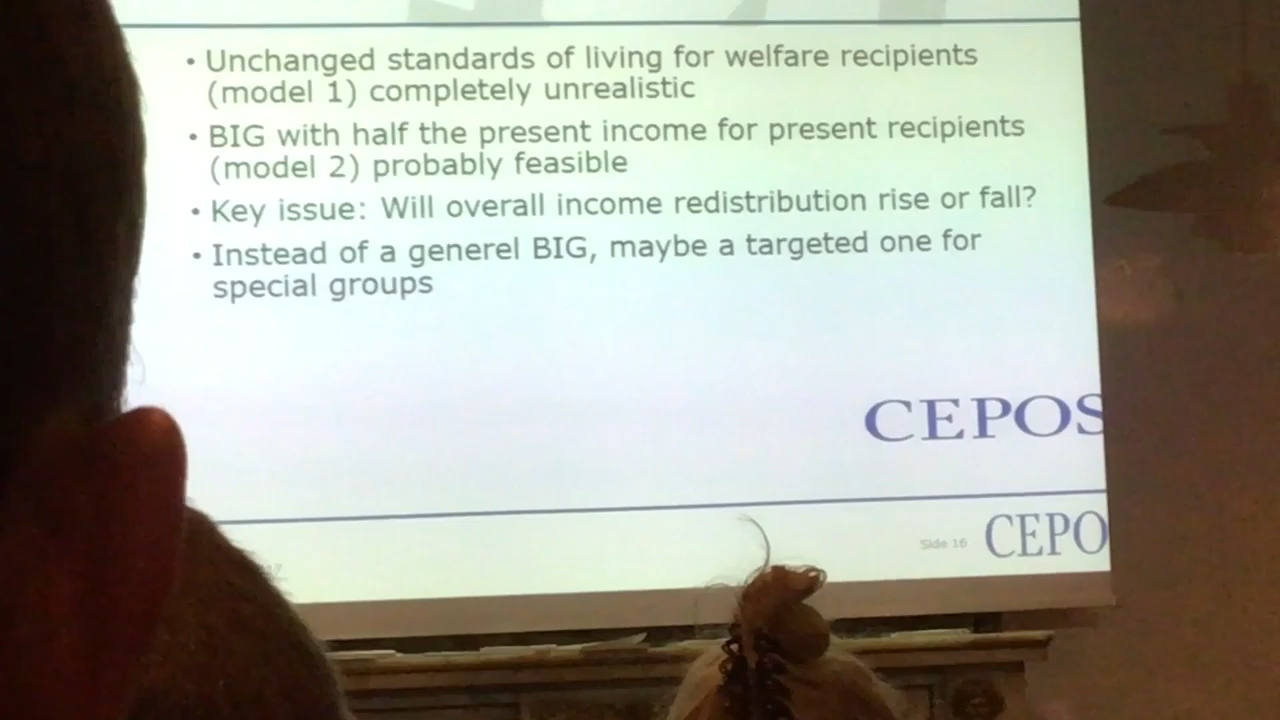 • Unchanged standards of living for welfare recipients
(model 1) completely unrealistic
• BIG with half the present income for present recipients
(model 2) probably feasible
• Key issue: Will overall income redistribution rise or fall?
• Instead of a generel BIG, maybe a targeted one for
special groups
CEPOS
Side 16
CEPO